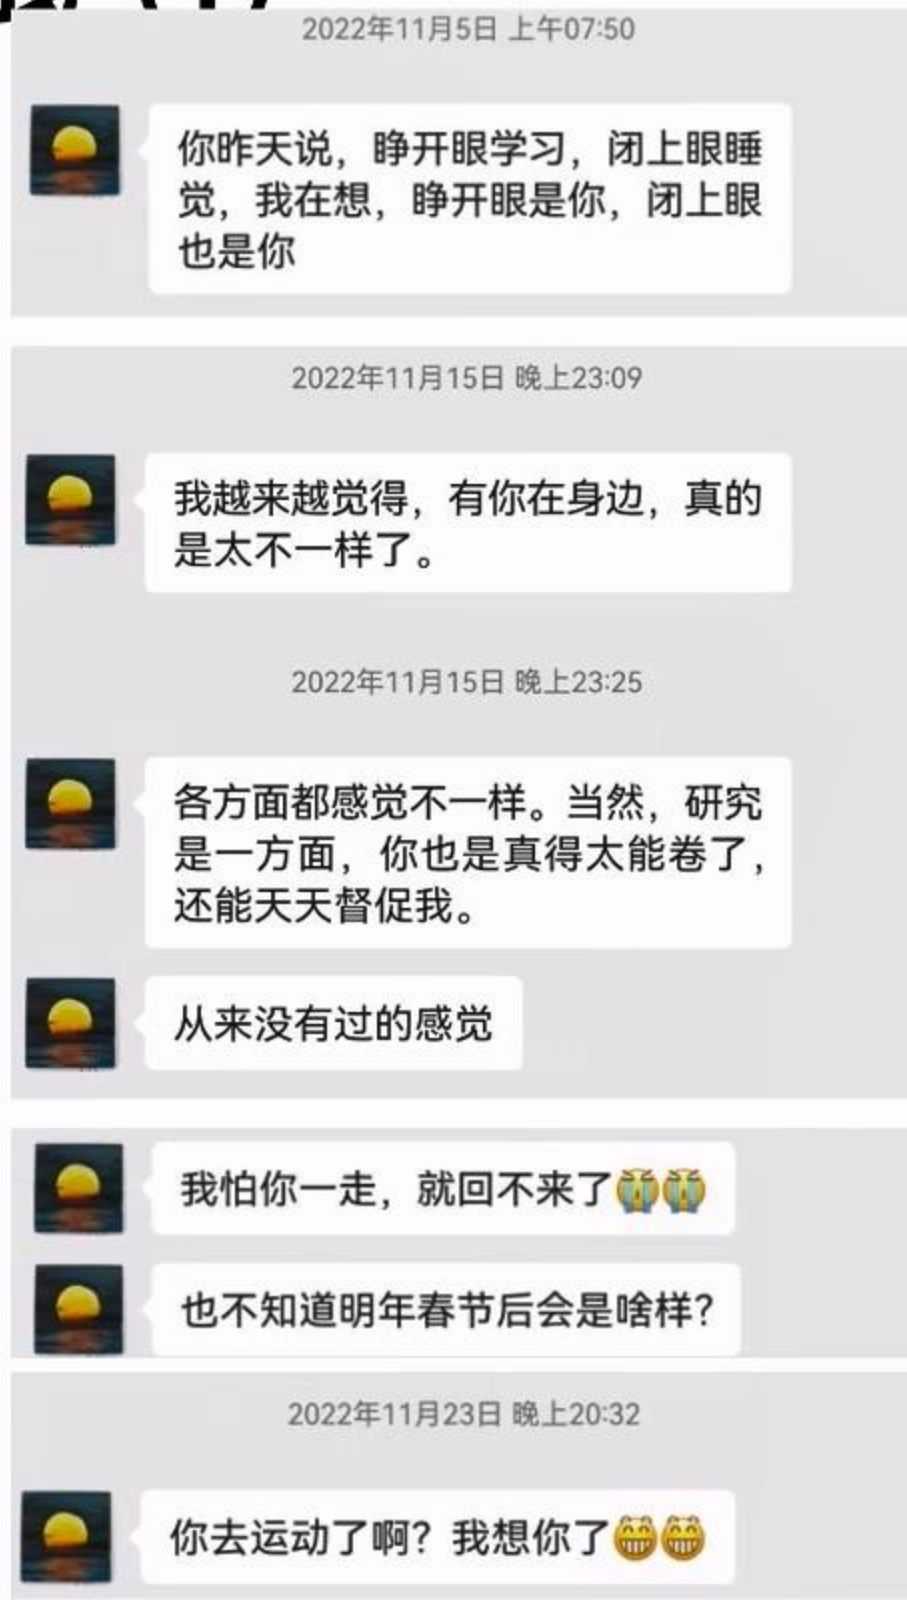 2022年11月5日 上午07:50
你昨天说，睁开眼学习，闭上眼睡
觉，我在想，睁开眼是你，闭上眼
也是你
2022年11月15日 晚上23:09
我越来越觉得，有你在身边，真的
是太不一样了。
2022年11月15日 晚上23:25
各方面都感觉不一样。当然，研究
是一方面，你也是真得太能卷了，
还能天天督促我。
从来没有过的感觉
我怕你一走，就回不来了😭😭
也不知道明年春节后会是啥样？
2022年11月23日 晚上20:32
你去运动了啊？我想你了😁😁